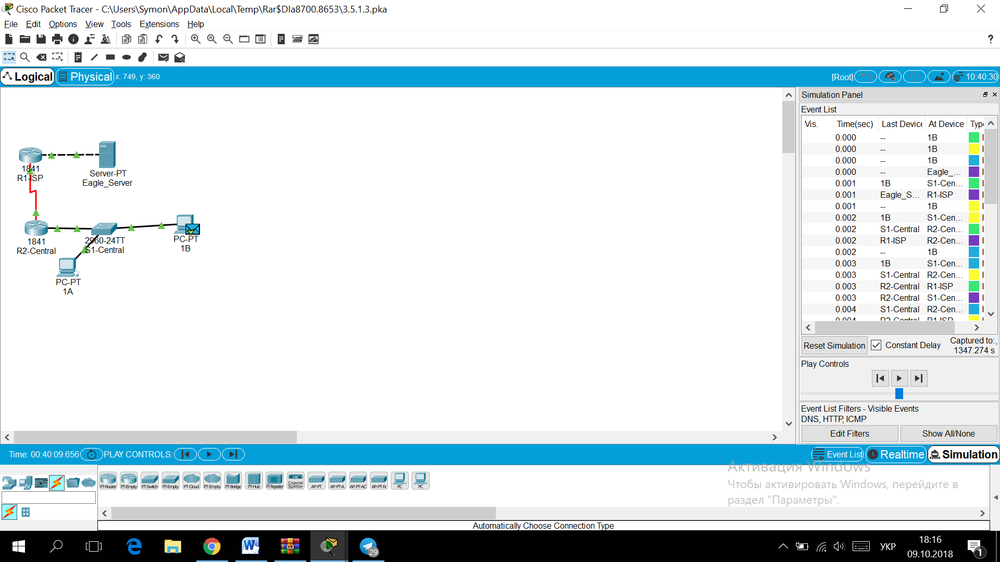 Cisco Packet Tracer - C:\Users\Symon\AppData\Local\Temp\Rar$DIa8700.8653\3.5.1.3.pka
File Edit Options View Tools Extensions Help
?
Logical Physical x: 749, y: 360 [Root] 10:40:30
Simulation Panel
Event List
Vis. Time(sec) Last Device At Device Type
0.000 -- 1B
0.000 -- 1B
0.000 -- 1B
0.000 -- Eagle_...
0.001 1B S1-Cen...
0.001 Eagle_S... R1-ISP
0.001 -- 1B
0.002 1B S1-Cen...
0.002 S1-Central R2-Cen...
0.002 R1-ISP R2-Cen...
0.002 -- 1B
0.003 1B S1-Cen...
0.003 S1-Central R2-Cen...
0.003 R2-Central R1-ISP
0.003 R2-Central S1-Cen...
0.004 S1-Central R2-Cen...
0.004 R2-Central R1-ISP
Reset Simulation Constant Delay Captured to:*
1347.274 s
Play Controls
Event List Filters - Visible Events
DNS, HTTP, ICMP
Edit Filters Show All/None
1841
R1-ISP
Server-PT
Eagle_Server
1841
R2-Central
2960-24TT
S1-Central
PC-PT
1B
PC-PT
1A
Time: 00:40:09.656 PLAY CONTROLS: Event List Realtime Simulation
Активация Windows
Чтобы активировать Windows, перейдите в
раздел "Параметры".
PT-Router PT-Empty PT-Switch PT-Empty PT-Cloud PT-Empty PT-Bridge PT-Hub PT-Repeater Coaxial Splitter AP-PT AP-PT-A AP-PT-AC AP-PT-N PC PC
Automatically Choose Connection Type
29
УКР
18:16
09.10.2018
1